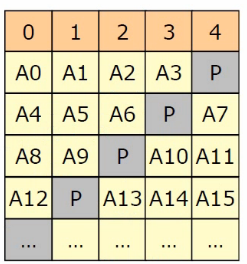 0 1 2 3 4
A0 A1 A2 A3 P
A4 A5 A6 P A7
A8 A9 P A10 A11
A12 P A13 A14 A15
... ... ... ... ...